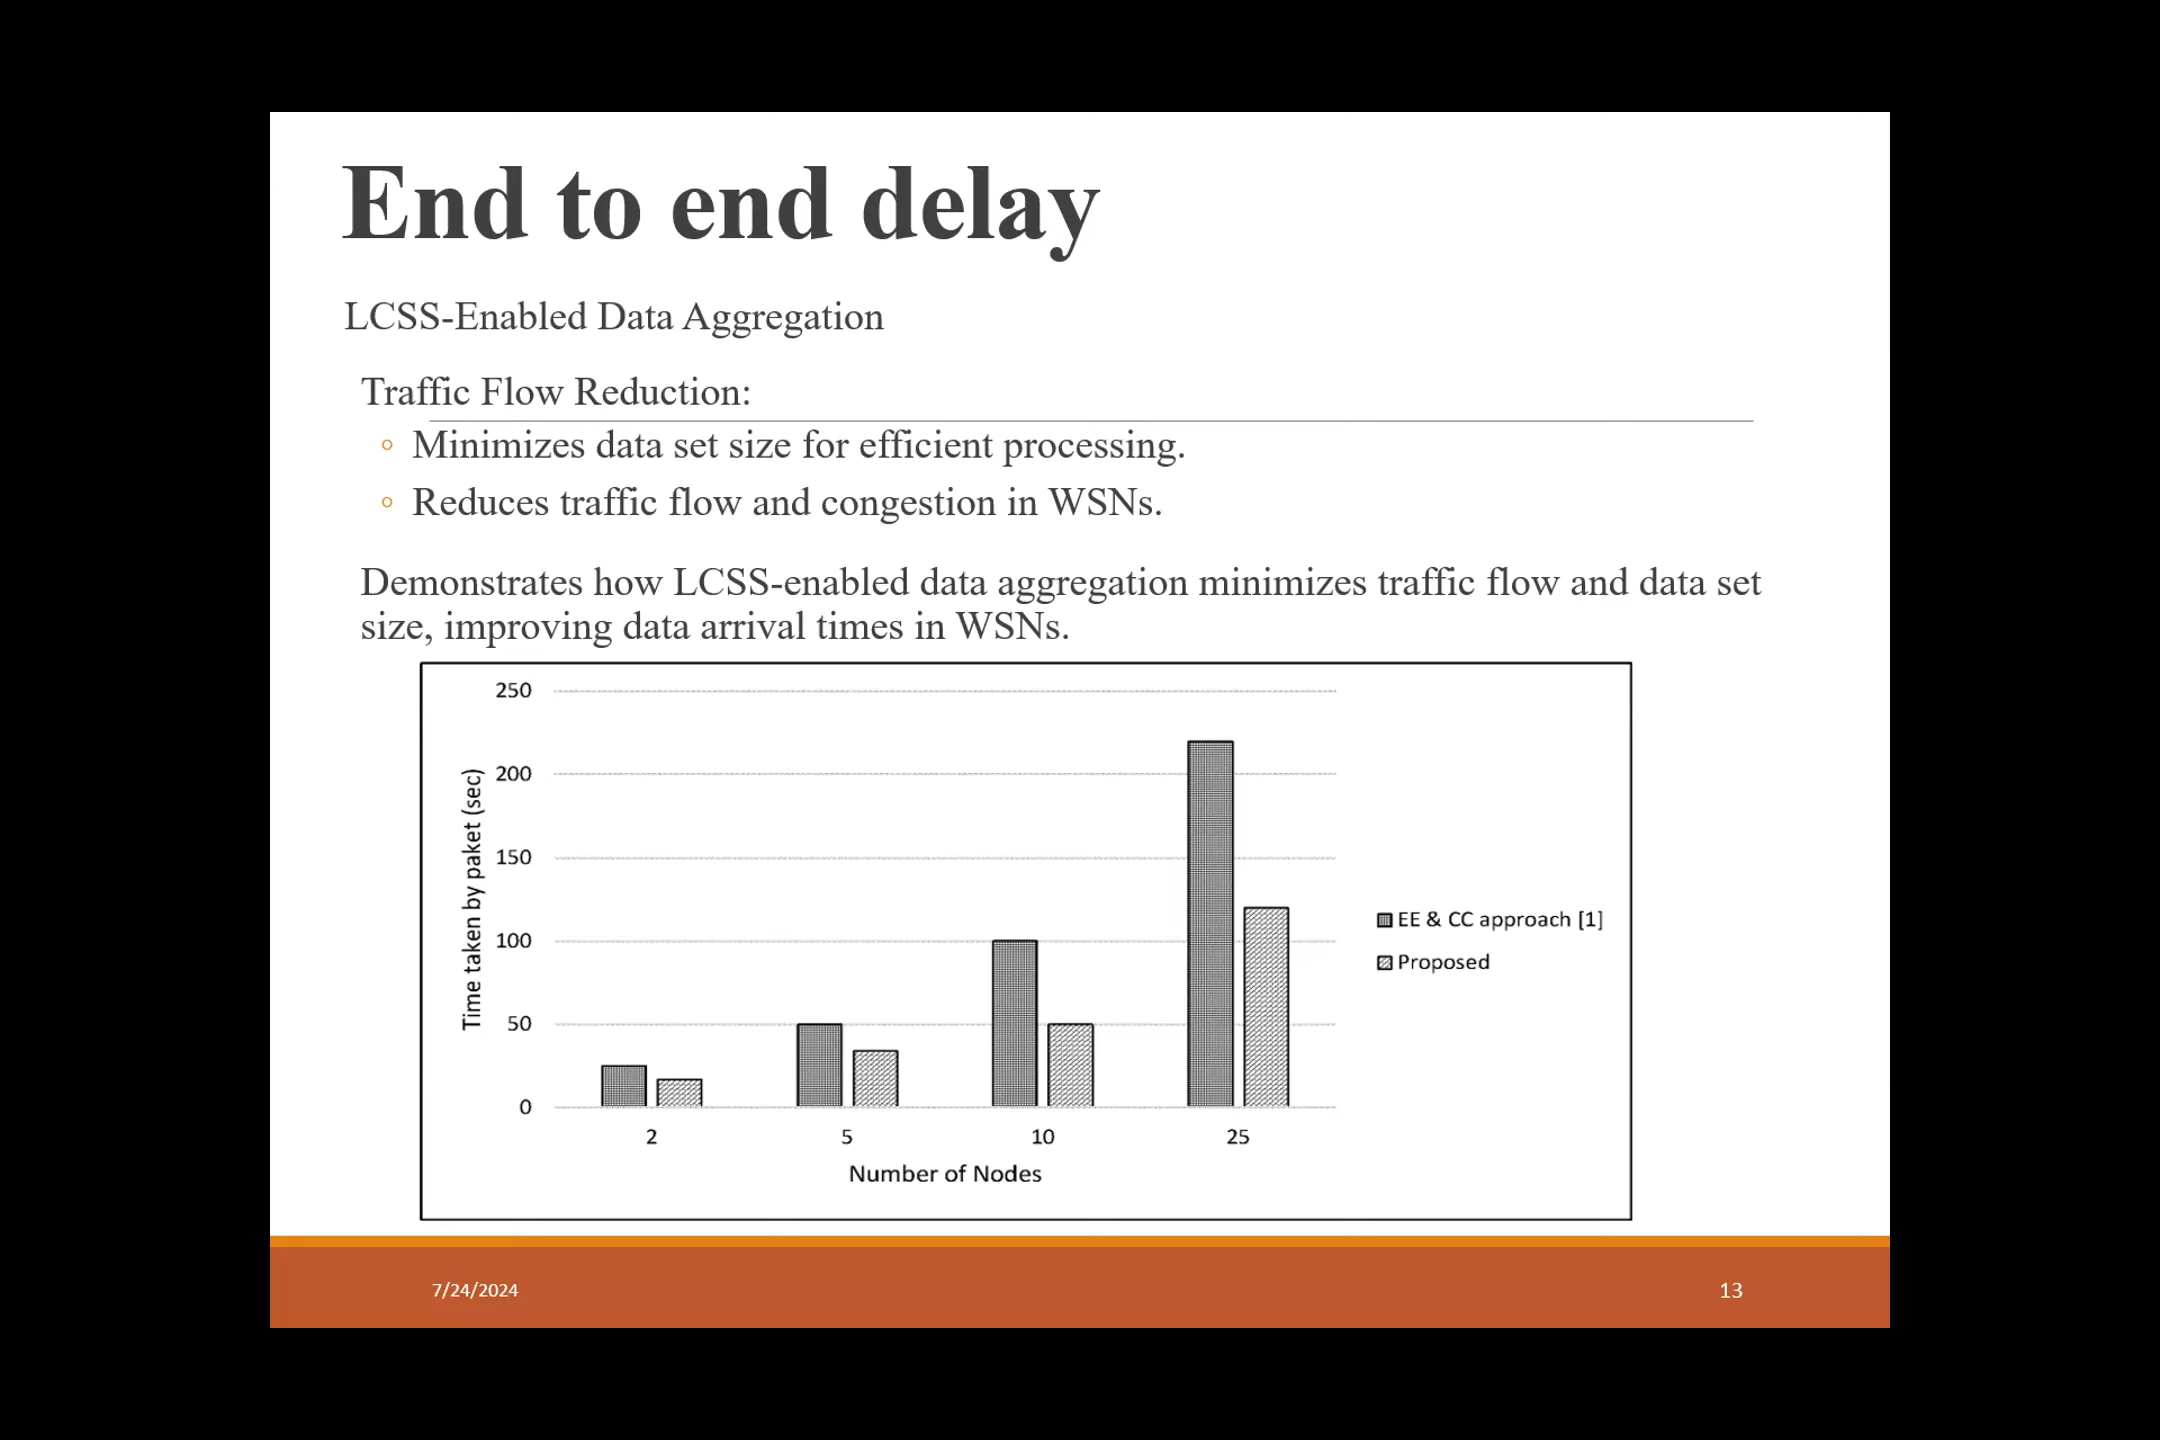 End to end delay
LCSS-Enabled Data Aggregation
Traffic Flow Reduction:
◦ Minimizes data set size for efficient processing.
◦ Reduces traffic flow and congestion in WSNs.
Demonstrates how LCSS-enabled data aggregation minimizes traffic flow and data set
size, improving data arrival times in WSNs.
250
200
150
100
50
0
Time taken by paket (sec)
2 5 10 25
Number of Nodes
EE & CC approach [1]
Proposed
7/24/2024
13